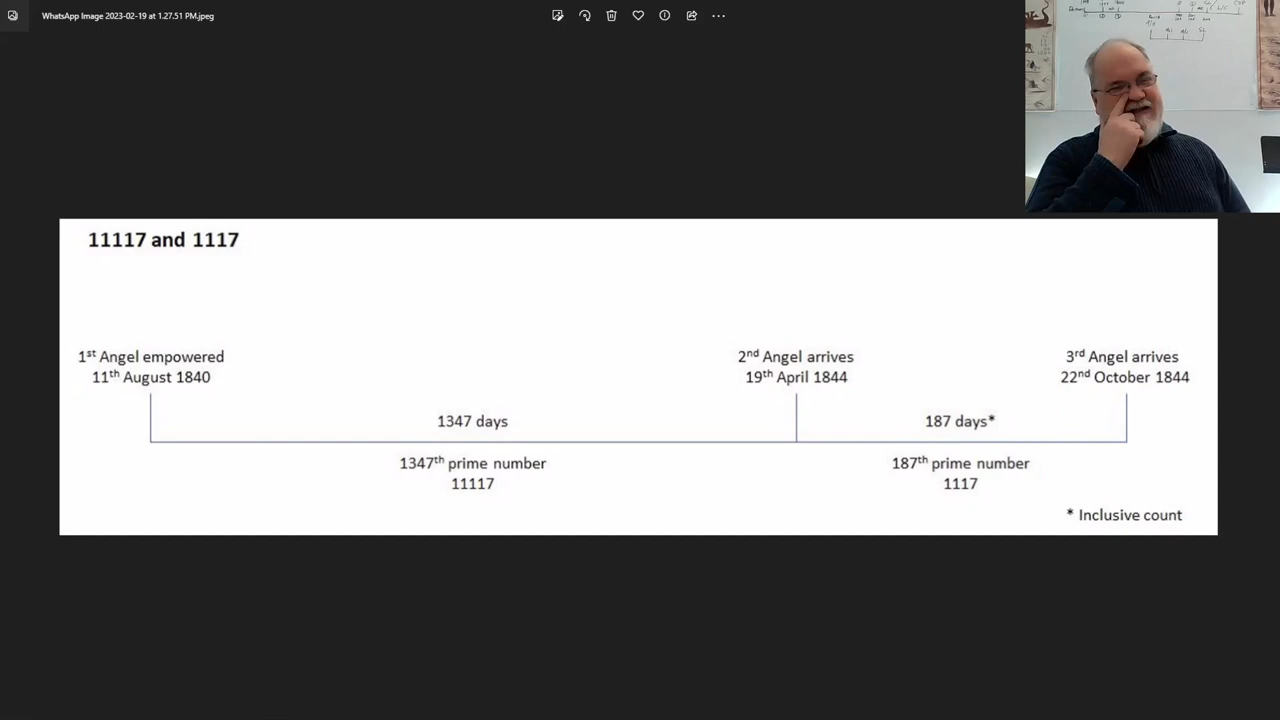 WhatsApp Image 2023-02-19 at 1.27.51 PM.jpeg
11117 and 1117
1st Angel empowered
11th August 1840
2nd Angel arrives
19th April 1844
3rd Angel arrives
22nd October 1844
1347 days
187 days*
1347th prime number
11117
187th prime number
1117
* Inclusive count